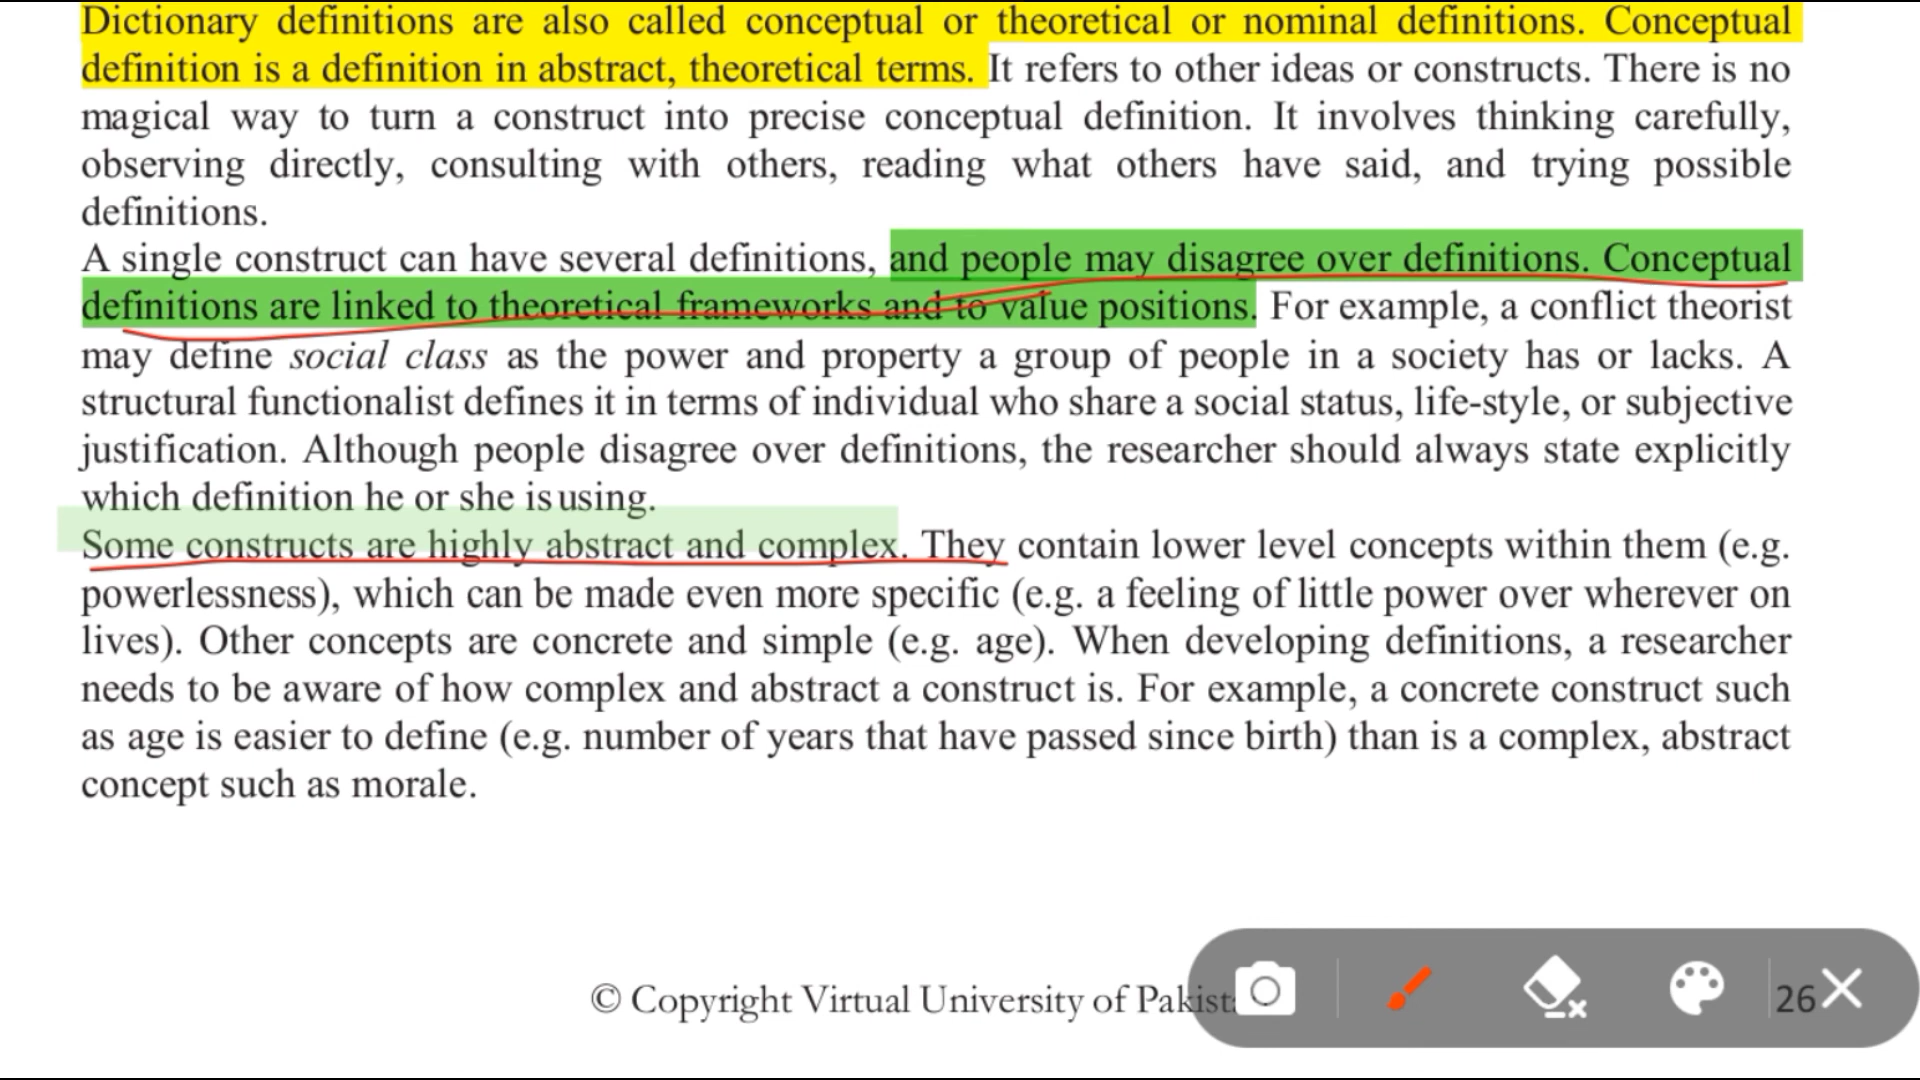 Dictionary definitions are also called conceptual or theoretical or nominal definitions. Conceptual
definition is a definition in abstract, theoretical terms. It refers to other ideas or constructs. There is no
magical way to turn a construct into precise conceptual definition. It involves thinking carefully,
observing directly, consulting with others, reading what others have said, and trying possible
definitions.
A single construct can have several definitions, and people may disagree over definitions. Conceptual
definitions are linked to theoretical frameworks and to value positions. For example, a conflict theorist
may define social class as the power and property a group of people in a society has or lacks. A
structural functionalist defines it in terms of individual who share a social status, life-style, or subjective
justification. Although people disagree over definitions, the researcher should always state explicitly
which definition he or she is using.
Some constructs are highly abstract and complex. They contain lower level concepts within them (e.g.
powerlessness), which can be made even more specific (e.g. a feeling of little power over wherever on
lives). Other concepts are concrete and simple (e.g. age). When developing definitions, a researcher
needs to be aware of how complex and abstract a construct is. For example, a concrete construct such
as age is easier to define (e.g. number of years that have passed since birth) than is a complex, abstract
concept such as morale.
© Copyright Virtual University of 26